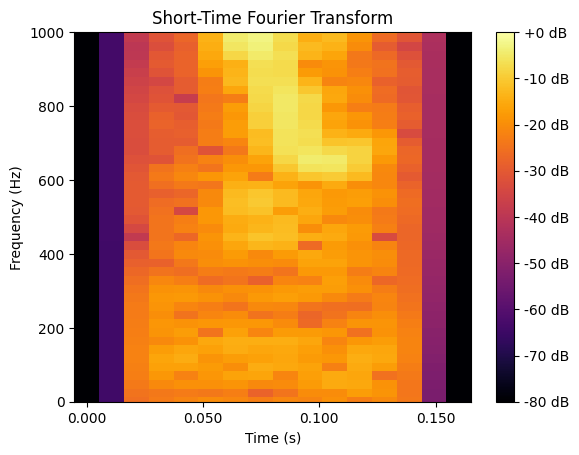 Short-Time Fourier Transform
1000
800
600
400
200
0
Frequency (Hz)
0.000
0.050
0.100
0.150
Time (s)
+0 dB
-10 dB
-20 dB
-30 dB
-40 dB
-50 dB
-60 dB
-70 dB
-80 dB